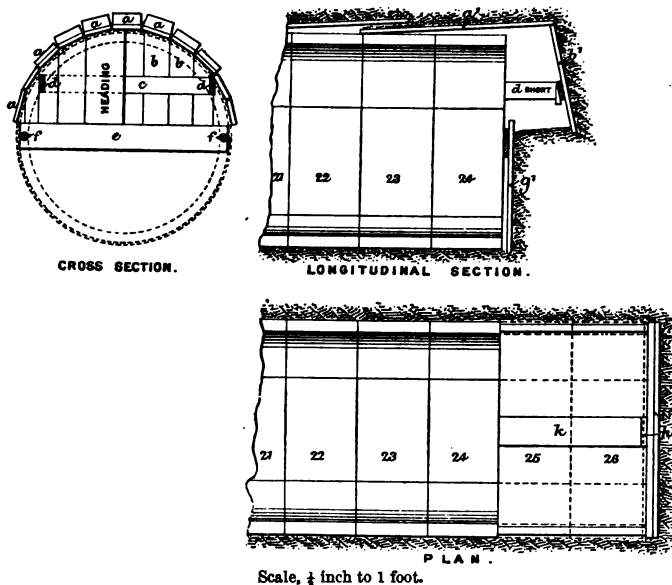 a a a a a
a b b a
d HEADING c d
a
f e f
CROSS SECTION.
a' b'
d SHORT
21 22 23 24 g'
LONGITUDINAL SECTION.
k h
21 22 23 24 25 26
PLAN.
Scale, ¼ inch to 1 foot.